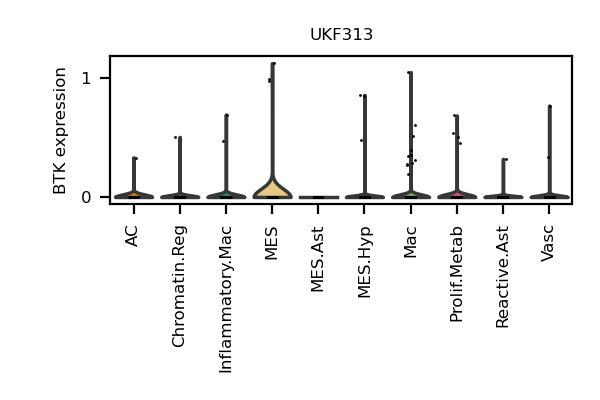 UKF313
BTK expression
1
0
AC
Chromatin.Reg
Inflammatory.Mac
MES
MES.Ast
MES.Hyp
Mac
Prolif.Metab
Reactive.Ast
Vasc